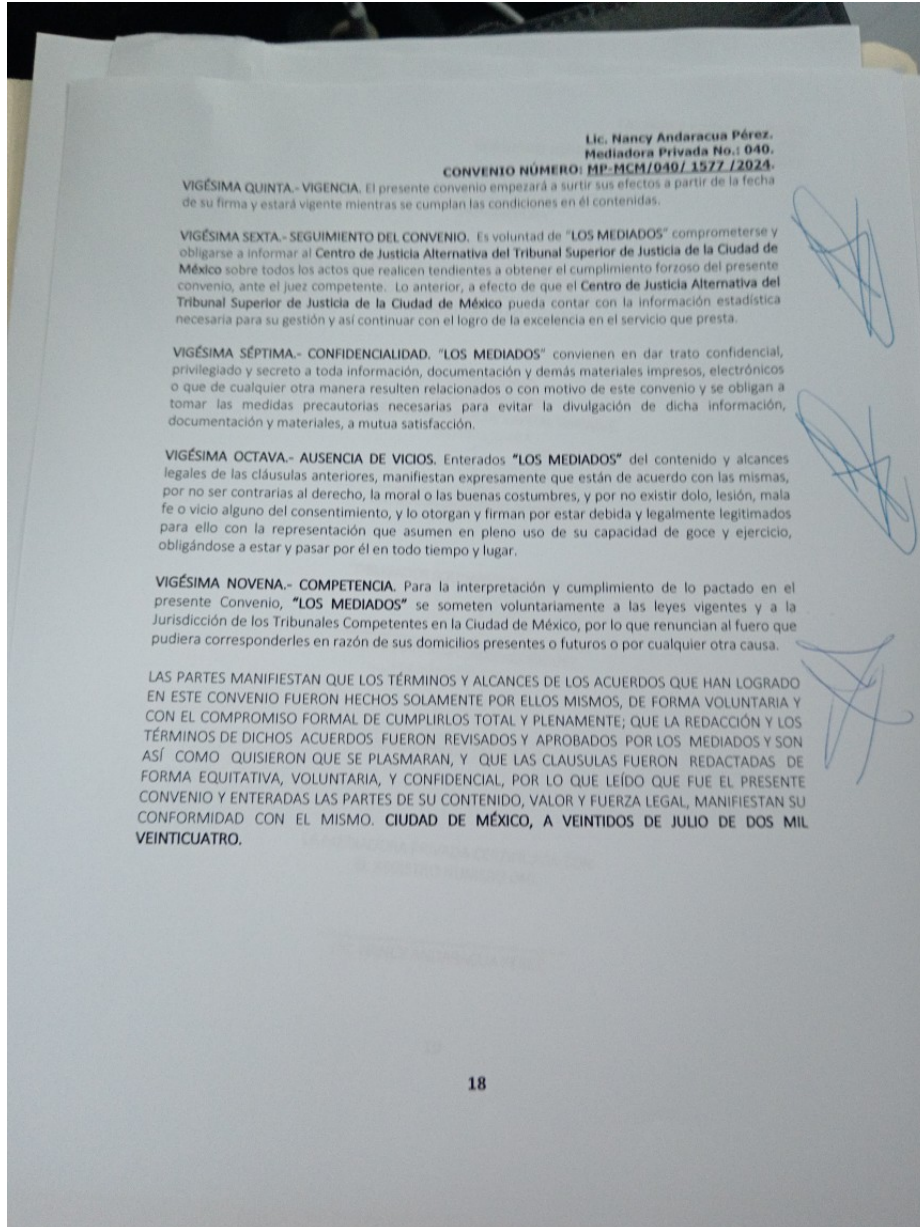 Lic. Nancy Andaracua Pérez.
Mediadora Privada No.: 040.
CONVENIO NÚMERO: MP-MCM/040/ 1577 /2024.
VIGÉSIMA QUINTA.- VIGENCIA. El presente convenio empezará a surtir sus efectos a partir de la fecha
de su firma y estará vigente mientras se cumplan las condiciones en él contenidas.
VIGÉSIMA SEXTA.- SEGUIMIENTO DEL CONVENIO. Es voluntad de "LOS MEDIADOS" comprometerse y
obligarse a informar al Centro de Justicia Alternativa del Tribunal Superior de Justicia de la Ciudad de
México sobre todos los actos que realicen tendientes a obtener el cumplimiento forzoso del presente
convenio, ante el juez competente. Lo anterior, a efecto de que el Centro de Justicia Alternativa del
Tribunal Superior de Justicia de la Ciudad de México pueda contar con la información estadística
necesaria para su gestión y así continuar con el logro de la excelencia en el servicio que presta.
VIGÉSIMA SÉPTIMA.- CONFIDENCIALIDAD. "LOS MEDIADOS" convienen en dar trato confidencial,
privilegiado y secreto a toda información, documentación y demás materiales impresos, electrónicos
o que de cualquier otra manera resulten relacionados o con motivo de este convenio y se obligan a
tomar las medidas precautorias necesarias para evitar la divulgación de dicha información,
documentación y materiales, a mutua satisfacción.
VIGÉSIMA OCTAVA.- AUSENCIA DE VICIOS. Enterados "LOS MEDIADOS" del contenido y alcances
legales de las cláusulas anteriores, manifiestan expresamente que están de acuerdo con las mismas,
por no ser contrarias al derecho, la moral o las buenas costumbres, y por no existir dolo, lesión, mala
fe o vicio alguno del consentimiento, y lo otorgan y firman por estar debida y legalmente legitimados
para ello con la representación que asumen en pleno uso de su capacidad de goce y ejercicio,
obligándose a estar y pasar por él en todo tiempo y lugar.
VIGÉSIMA NOVENA.- COMPETENCIA. Para la interpretación y cumplimiento de lo pactado en el
presente Convenio, "LOS MEDIADOS" se someten voluntariamente a las leyes vigentes y a la
Jurisdicción de los Tribunales Competentes en la Ciudad de México, por lo que renuncian al fuero que
pudiera corresponderles en razón de sus domicilios presentes o futuros o por cualquier otra causa.
LAS PARTES MANIFIESTAN QUE LOS TÉRMINOS Y ALCANCES DE LOS ACUERDOS QUE HAN LOGRADO
EN ESTE CONVENIO FUERON HECHOS SOLAMENTE POR ELLOS MISMOS, DE FORMA VOLUNTARIA Y
CON EL COMPROMISO FORMAL DE CUMPLIRLOS TOTAL Y PLENAMENTE; QUE LA REDACCIÓN Y LOS
TÉRMINOS DE DICHOS ACUERDOS FUERON REVISADOS Y APROBADOS POR LOS MEDIADOS Y SON
ASÍ COMO QUISIERON QUE SE PLASMARAN, Y QUE LAS CLAUSULAS FUERON REDACTADAS DE
FORMA EQUITATIVA, VOLUNTARIA, Y CONFIDENCIAL, POR LO QUE LEÍDO QUE FUE EL PRESENTE
CONVENIO Y ENTERADAS LAS PARTES DE SU CONTENIDO, VALOR Y FUERZA LEGAL, MANIFIESTAN SU
CONFORMIDAD CON EL MISMO. CIUDAD DE MÉXICO, A VEINTIDOS DE JULIO DE DOS MIL
VEINTICUATRO.
18